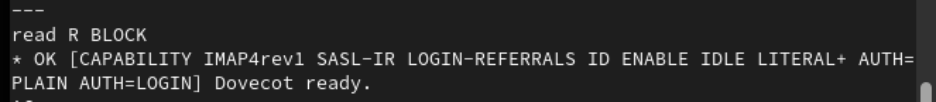 ---
read R BLOCK
* OK [CAPABILITY IMAP4rev1 SASL-IR LOGIN-REFERRALS ID ENABLE IDLE LITERAL+ AUTH=
PLAIN AUTH=LOGIN] Dovecot ready.